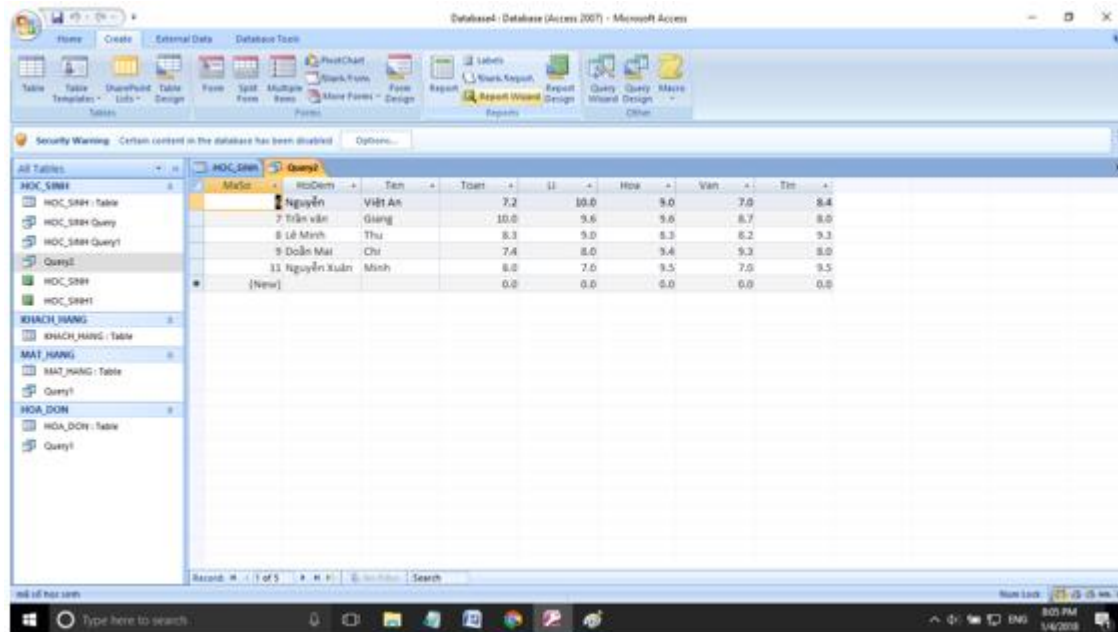 Database4 : Database (Access 2007) - Microsoft Access
Home Create External Data Database Tools
Table Table Templates SharePoint Lists Table Design
Tables
Form Split Form Multiple Items PivotChart Blank Form More Forms Form Design
Forms
Report Labels Blank Report Report Wizard Report Design
Reports
Query Wizard Query Design Macro
Other
Security Warning Certain content in the database has been disabled Options...
All Tables
HOC_SINH
HOC_SINH : Table
HOC_SINH Query
HOC_SINH Query1
Query2
HOC_SINH
HOC_SINH1
KHACH_HANG
KHACH_HANG : Table
MAT_HANG
MAT_HANG : Table
Query1
HOA_DON
HOA_DON : Table
Query1
HOC_SINH Query2
MaSo HoDem Ten Toan Li Hoa Van Tin
Nguyễn Việt An 7.2 10.0 9.0 7.0 8.4
7 Trần văn Giang 10.0 9.6 9.6 8.7 8.0
8 Lê Minh Thu 8.3 9.0 8.3 8.2 9.3
9 Doãn Mai Chi 7.4 8.0 9.4 9.3 8.0
11 Nguyễn Xuân Minh 8.0 7.0 9.5 7.0 9.5
(New) 0.0 0.0 0.0 0.0 0.0
Record: 1 of 5 No Filter Search
mã số học sinh
Num Lock
Type here to search
ENG
8:05 PM
1/4/2018